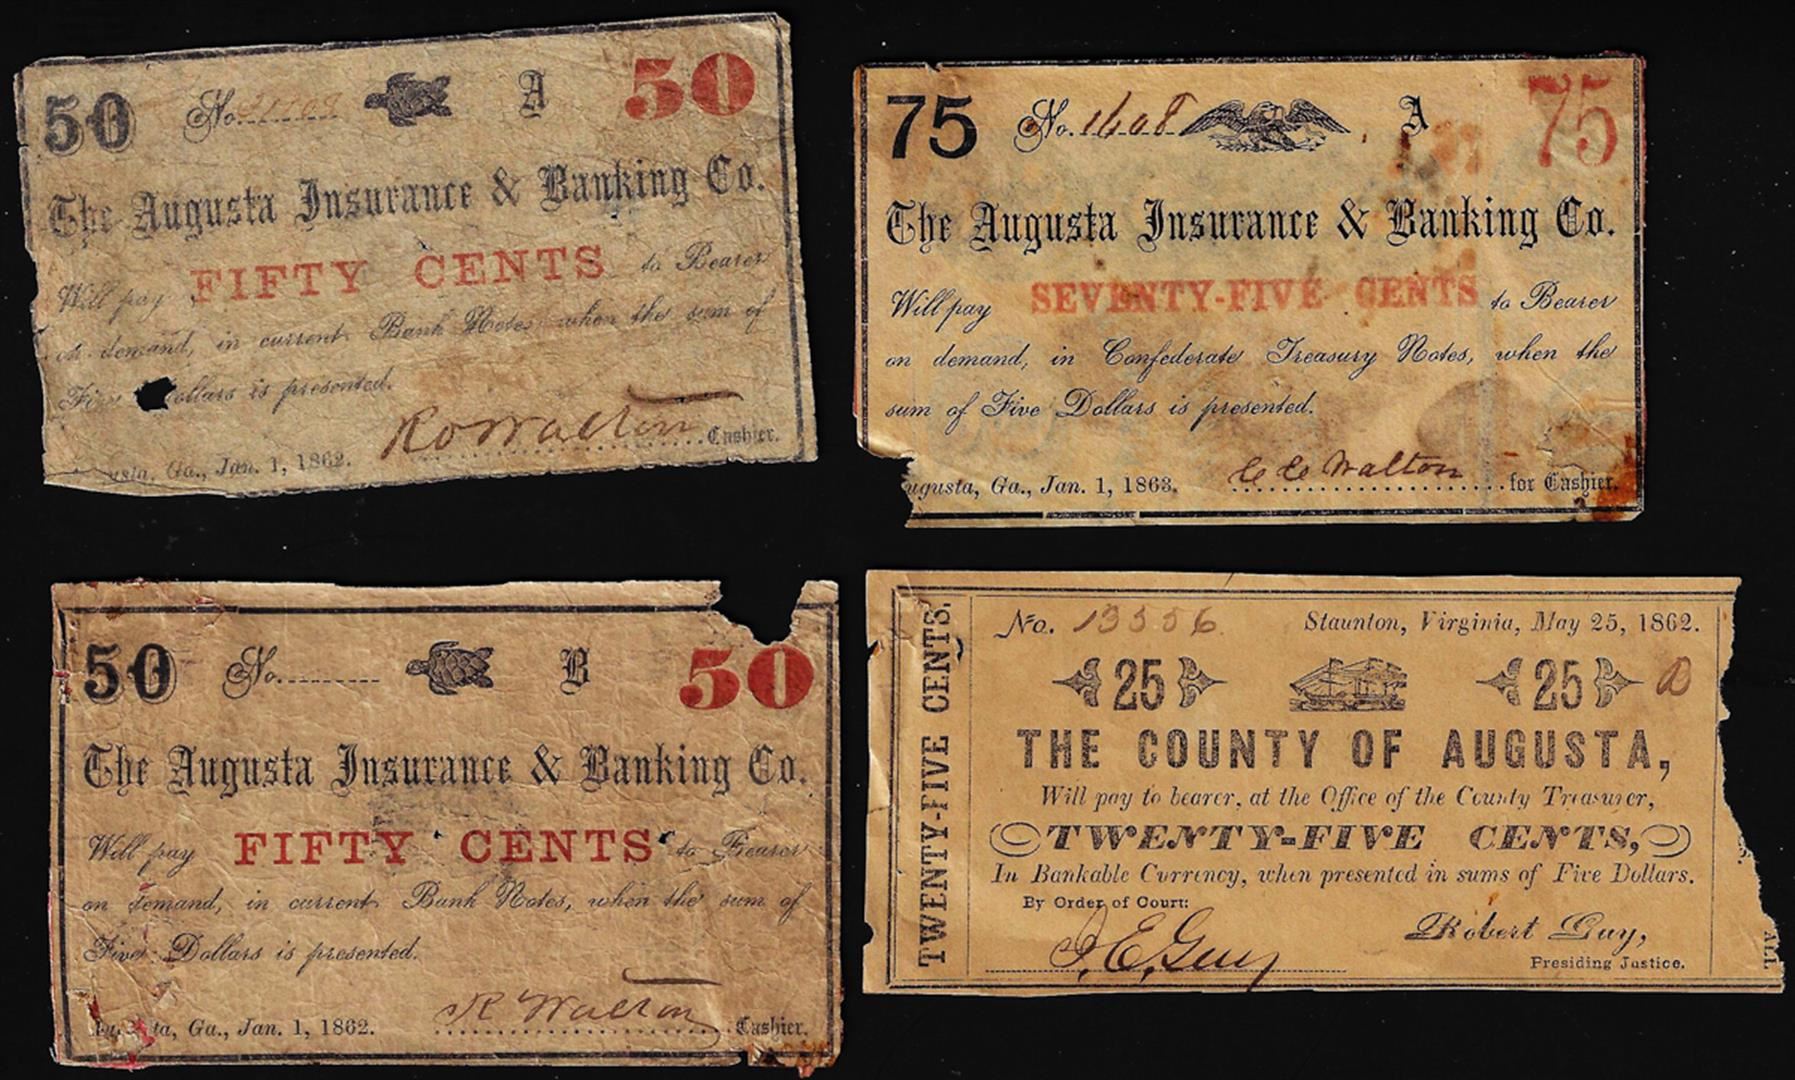 50 No. A 50
The Augusta Insurance & Banking Co.
Will pay FIFTY CENTS to Bearer
on demand, in current Bank Notes, when the sum of
Five Dollars is presented.
Walton Cashier.
Ga., Jan. 1, 1862.
75 No. 1608 A 75
The Augusta Insurance & Banking Co.
Will pay SEVENTY-FIVE CENTS to Bearer
on demand, in Confederate Treasury Notes, when the
sum of Five Dollars is presented.
ugusta, Ga., Jan. 1, 1863. Walton for Cashier.
50 No. B 50
The Augusta Insurance & Banking Co.
Will pay FIFTY CENTS to Bearer
on demand, in current Bank Notes, when the sum of
Five Dollars is presented.
Ga., Jan. 1, 1862. R Walton Cashier.
TWENTY-FIVE CENTS.
No. 13556 Staunton, Virginia, May 25, 1862.
25 25
THE COUNTY OF AUGUSTA,
Will pay to bearer, at the Office of the County Treasurer,
TWENTY-FIVE CENTS,
In Bankable Currency, when presented in sums of Five Dollars.
By Order of Court:
J. E. Guy Robert Guy,
Presiding Justice.